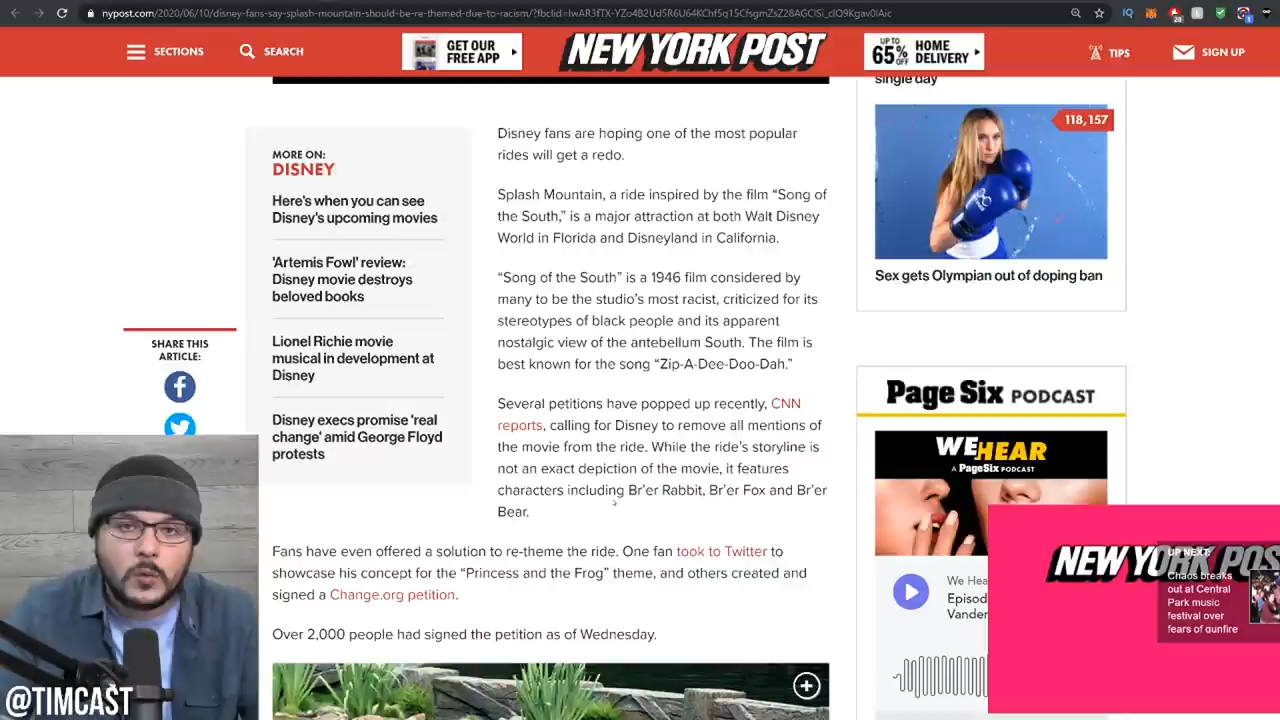 nypost.com/2020/06/10/disney-fans-say-splash-mountain-should-be-re-themed-due-to-racism/?fbclid=
SECTIONS
SEARCH
GET OUR
FREE APP
NEW YORK POST
UP TO
65%
OFF
HOME
DELIVERY
TIPS
SIGN UP
single day
118,157
Sex gets Olympian out of doping ban
MORE ON:
DISNEY
Here's when you can see
Disney's upcoming movies
'Artemis Fowl' review:
Disney movie destroys
beloved books
Lionel Richie movie
musical in development at
Disney
Disney execs promise 'real
change' amid George Floyd
protests
SHARE THIS
ARTICLE:
Disney fans are hoping one of the most popular
rides will get a redo.
Splash Mountain, a ride inspired by the film “Song of
the South,” is a major attraction at both Walt Disney
World in Florida and Disneyland in California.
“Song of the South” is a 1946 film considered by
many to be the studio’s most racist, criticized for its
stereotypes of black people and its apparent
nostalgic view of the antebellum South. The film is
best known for the song “Zip-A-Dee-Doo-Dah.”
Several petitions have popped up recently, CNN
reports, calling for Disney to remove all mentions of
the movie from the ride. While the ride’s storyline is
not an exact depiction of the movie, it features
characters including Br’er Rabbit, Br’er Fox and Br’er
Bear.
Fans have even offered a solution to re-theme the ride. One fan took to Twitter to
showcase his concept for the “Princess and the Frog” theme, and others created and
signed a Change.org petition.
Over 2,000 people had signed the petition as of Wednesday.
Page Six PODCAST
WE HEAR
A PAGE SIX PODCAST
We Hea
Episod
Vander
NEW YORK POS
UP NEXT:
Chaos breaks
out at Central
Park music
festival over
fears of gunfire
@TIMCAST